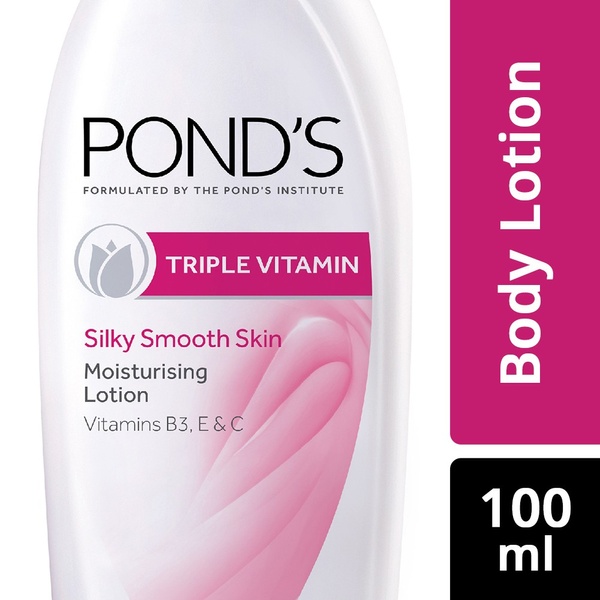 POND'S
FORMULATED BY THE POND'S INSTITUTE
TRIPLE VITAMIN
Silky Smooth Skin
Moisturising
Lotion
Vitamins B3, E & C
Body Lotion
100
ml